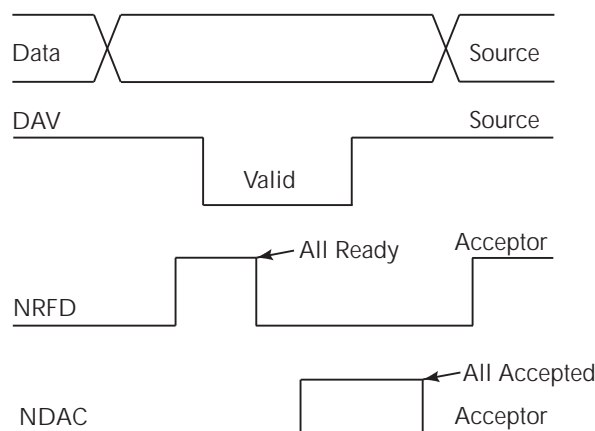 Data Source
DAV Source
Valid
All Ready Acceptor
NRFD
All Accepted
NDAC Acceptor